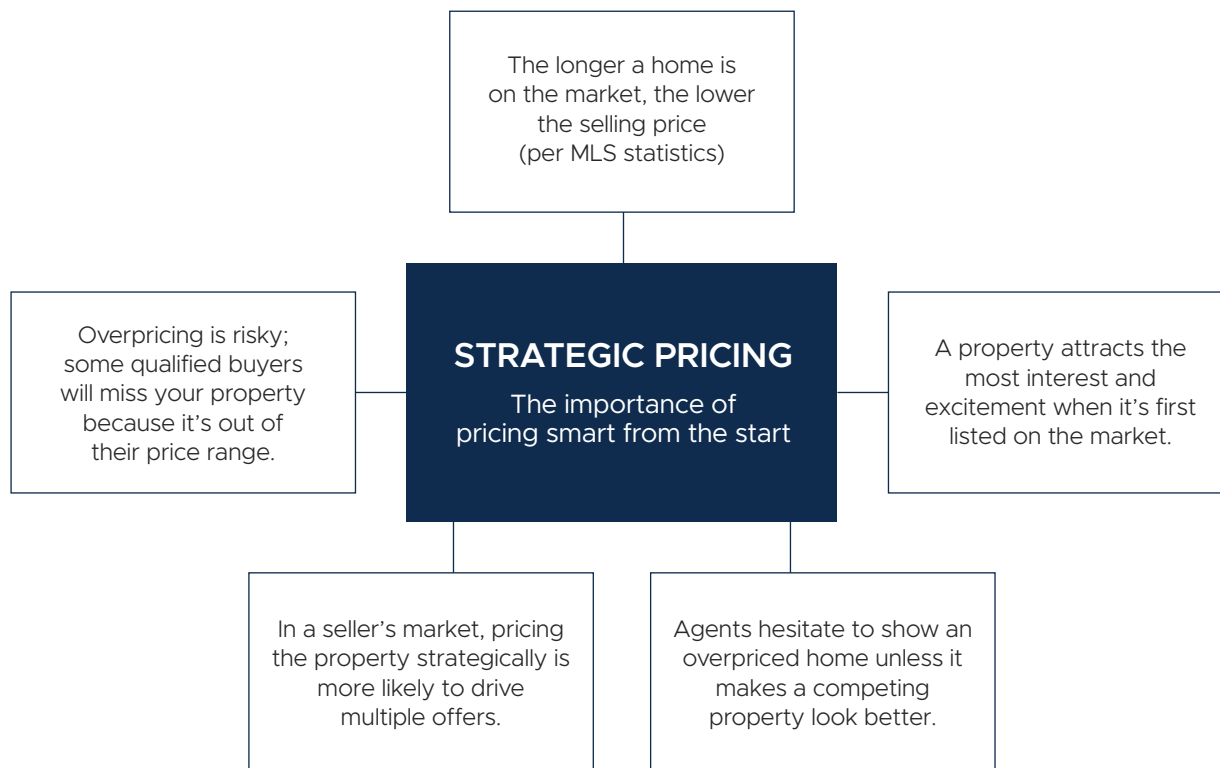 The longer a home is
on the market, the lower
the selling price
(per MLS statistics)
Overpricing is risky;
some qualified buyers
will miss your property
because it’s out of
their price range.
STRATEGIC PRICING
The importance of
pricing smart from the start
A property attracts the
most interest and
excitement when it’s first
listed on the market.
In a seller’s market, pricing
the property strategically is
more likely to drive
multiple offers.
Agents hesitate to show an
overpriced home unless it
makes a competing
property look better.